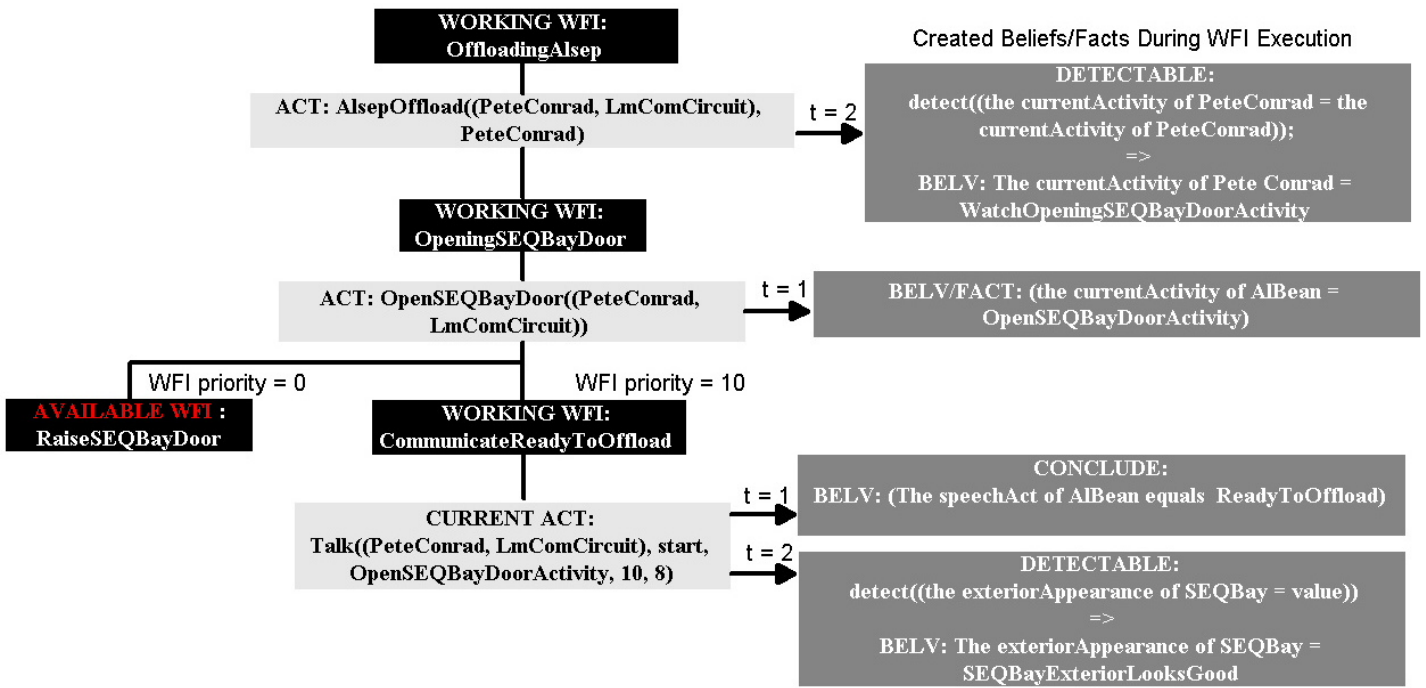 WORKING WFI:
OffloadingAlsep
Created Beliefs/Facts During WFI Execution
ACT: AlsepOffload((PeteConrad, LmComCircuit),
PeteConrad)
t = 2
DETECTABLE:
detect((the currentActivity of PeteConrad = the
currentActivity of PeteConrad));
=>
BELV: The currentActivity of Pete Conrad =
WatchOpeningSEQBayDoorActivity
WORKING WFI:
OpeningSEQBayDoor
ACT: OpenSEQBayDoor((PeteConrad,
LmComCircuit))
t = 1
BELV/FACT: (the currentActivity of AlBean =
OpenSEQBayDoorActivity)
WFI priority = 0
WFI priority = 10
AVAILABLE WFI :
RaiseSEQBayDoor
WORKING WFI:
CommunicateReadyToOffload
CURRENT ACT:
Talk((PeteConrad, LmComCircuit), start,
OpenSEQBayDoorActivity, 10, 8)
t = 1
CONCLUDE:
BELV: (The speechAct of AlBean equals  ReadyToOffload)
t = 2
DETECTABLE:
detect((the exteriorAppearance of SEQBay = value))
=>
BELV: The exteriorAppearance of SEQBay =
SEQBayExteriorLooksGood